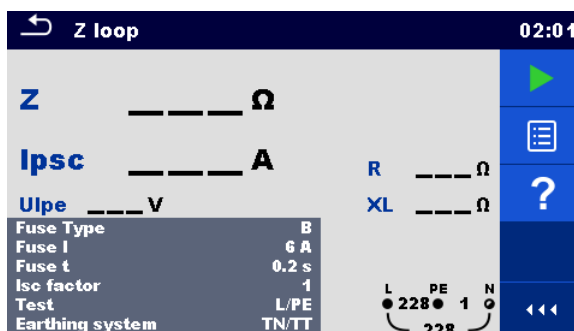 Z loop 02:01
Z ___ Ω
Ipsc ___ A
R ___ Ω
Ulpe ___ V
XL ___ Ω
?
Fuse Type B
Fuse I 6 A
Fuse t 0.2 s
Isc factor 1
Test L/PE
Earthing system TN/TT
L PE N
228 1
228